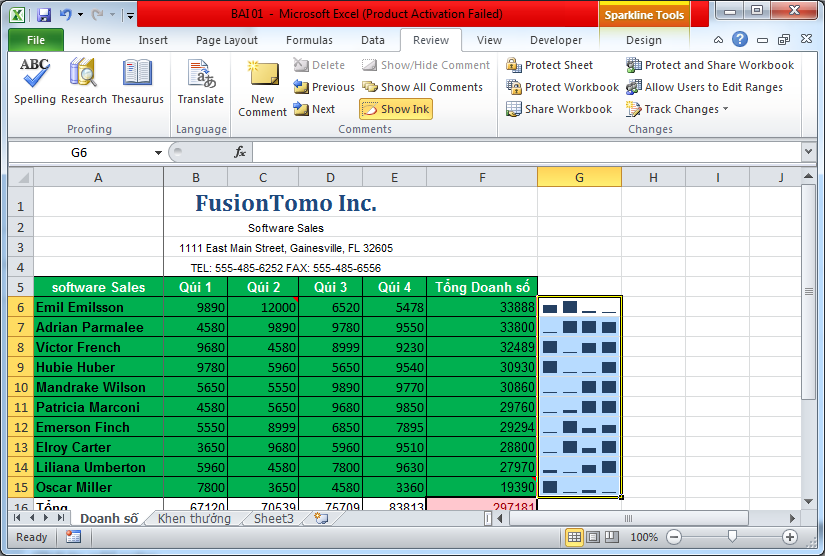 BAI 01 - Microsoft Excel (Product Activation Failed) Sparkline Tools
File Home Insert Page Layout Formulas Data Review View Developer Design
ABC Delete Show/Hide Comment Protect Sheet Protect and Share Workbook
Spelling Research Thesaurus Translate New Comment Previous Show All Comments Protect Workbook Allow Users to Edit Ranges
Next Show Ink Share Workbook Track Changes
Proofing Language Comments Changes
G6 fx
A B C D E F G H I J
1 FusionTomo Inc.
2 Software Sales
3 1111 East Main Street, Gainesville, FL 32605
4 TEL: 555-485-6252 FAX: 555-485-6556
5 software Sales Qúi 1 Qúi 2 Qúi 3 Qúi 4 Tổng Doanh số
6 Emil Emilsson 9890 12000 6520 5478 33888
7 Adrian Parmalee 4580 9890 9780 9550 33800
8 Victor French 9680 4580 8999 9230 32489
9 Hubie Huber 9780 5960 5650 9540 30930
10 Mandrake Wilson 5650 5550 9890 9770 30860
11 Patricia Marconi 4580 5650 9680 9850 29760
12 Emerson Finch 5550 8999 6850 7895 29294
13 Elroy Carter 3650 9680 5960 9510 28800
14 Liliana Umberton 5960 4580 7800 9630 27970
15 Oscar Miller 7800 3650 4580 3360 19390
16 Tổng 67120 70539 75709 83813 297181
Doanh số Khen thưởng Sheet3
Ready 100%